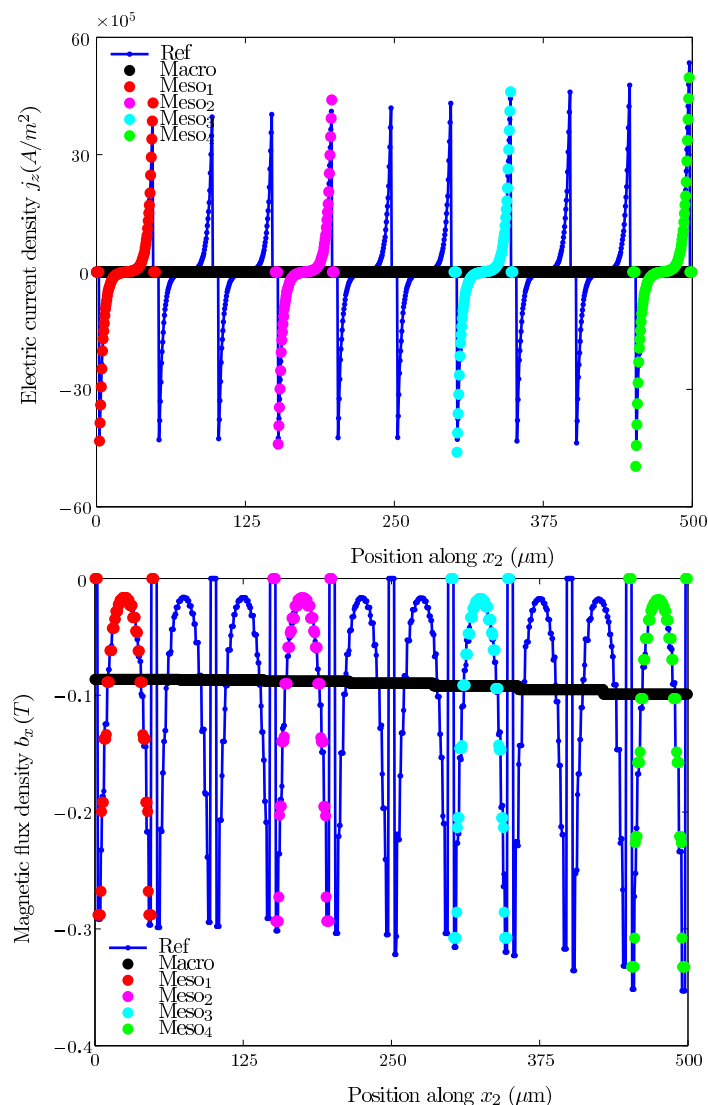 ×10⁵
60
30
0
−30
−60
Electric current density j_z(A/m²)
Ref
Macro
Meso₁
Meso₂
Meso₃
Meso₄
0 125 250 375 500
Position along x₂ (μm)
0
−0.1
−0.2
−0.3
−0.4
Magnetic flux density b_x (T)
Ref
Macro
Meso₁
Meso₂
Meso₃
Meso₄
0 125 250 375 500
Position along x₂ (μm)